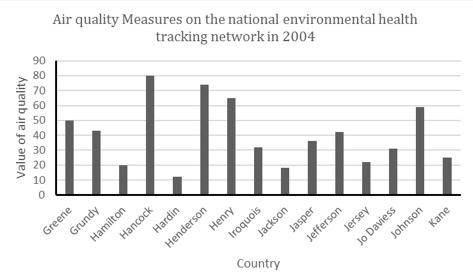 Air quality Measures on the national environmental health
tracking network in 2004
Value of air quality
90
80
70
60
50
40
30
20
10
0
Greene
Grundy
Hamilton
Hancock
Hardin
Henderson
Henry
Iroquois
Jackson
Jasper
Jefferson
Jersey
Jo Daviess
Johnson
Kane
Country